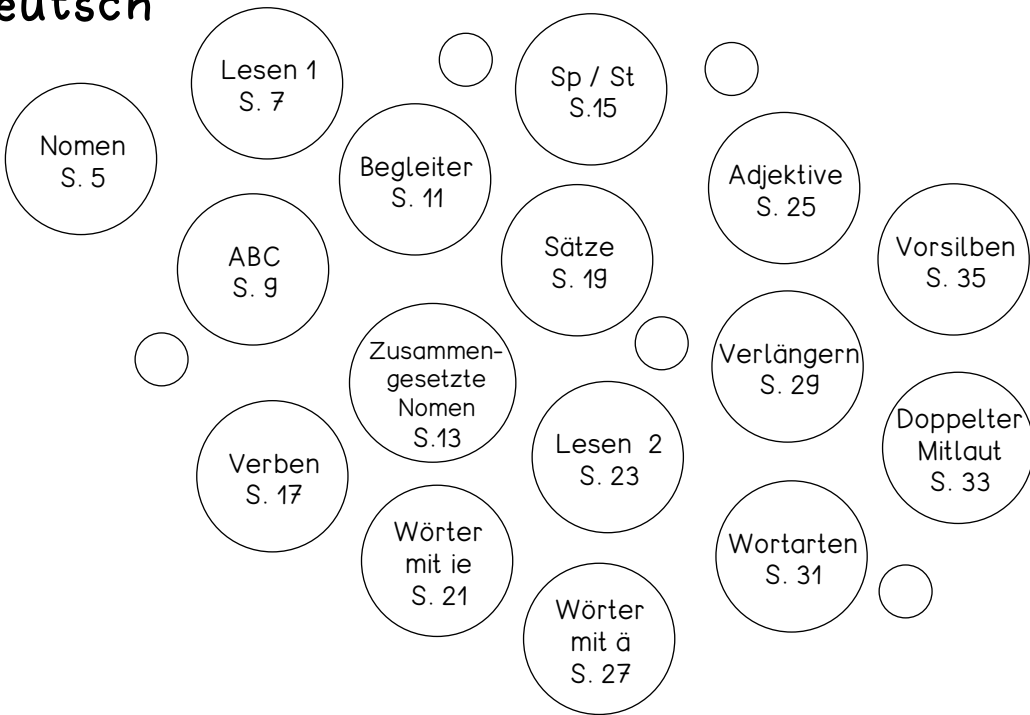 eutsch
Nomen
S. 5
Lesen 1
S. 7
ABC
S. 9
Begleiter
S. 11
Zusammen-
gesetzte
Nomen
S.13
Sp / St
S.15
Verben
S. 17
Sätze
S. 19
Wörter
mit ie
S. 21
Lesen 2
S. 23
Adjektive
S. 25
Wörter
mit ä
S. 27
Verlängern
S. 29
Wortarten
S. 31
Doppelter
Mitlaut
S. 33
Vorsilben
S. 35